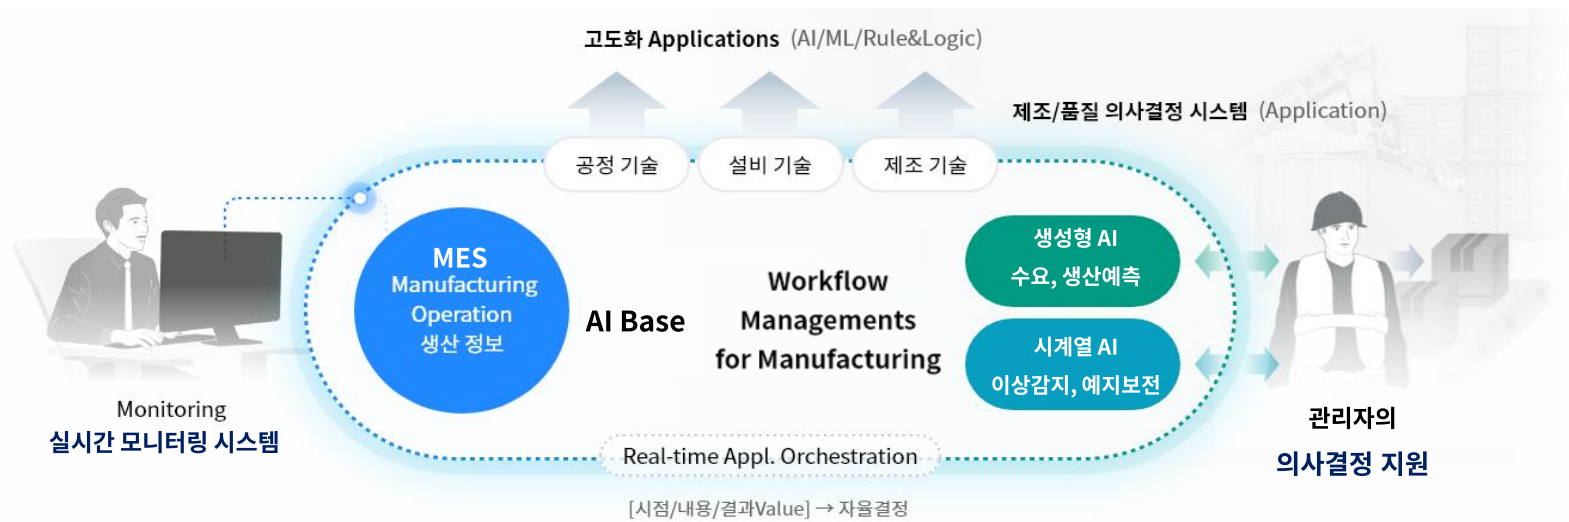 고도화 Applications (AI/ML/Rule&Logic)
제조/품질 의사결정 시스템 (Application)
공정 기술
설비 기술
제조 기술
MES
Manufacturing
Operation
생산 정보
AI Base
Workflow
Managements
for Manufacturing
생성형 AI
수요, 생산예측
시계열 AI
이상감지, 예지보전
Monitoring
실시간 모니터링 시스템
관리자의
의사결정 지원
Real-time Appl. Orchestration
[시점/내용/결과Value] → 자율결정